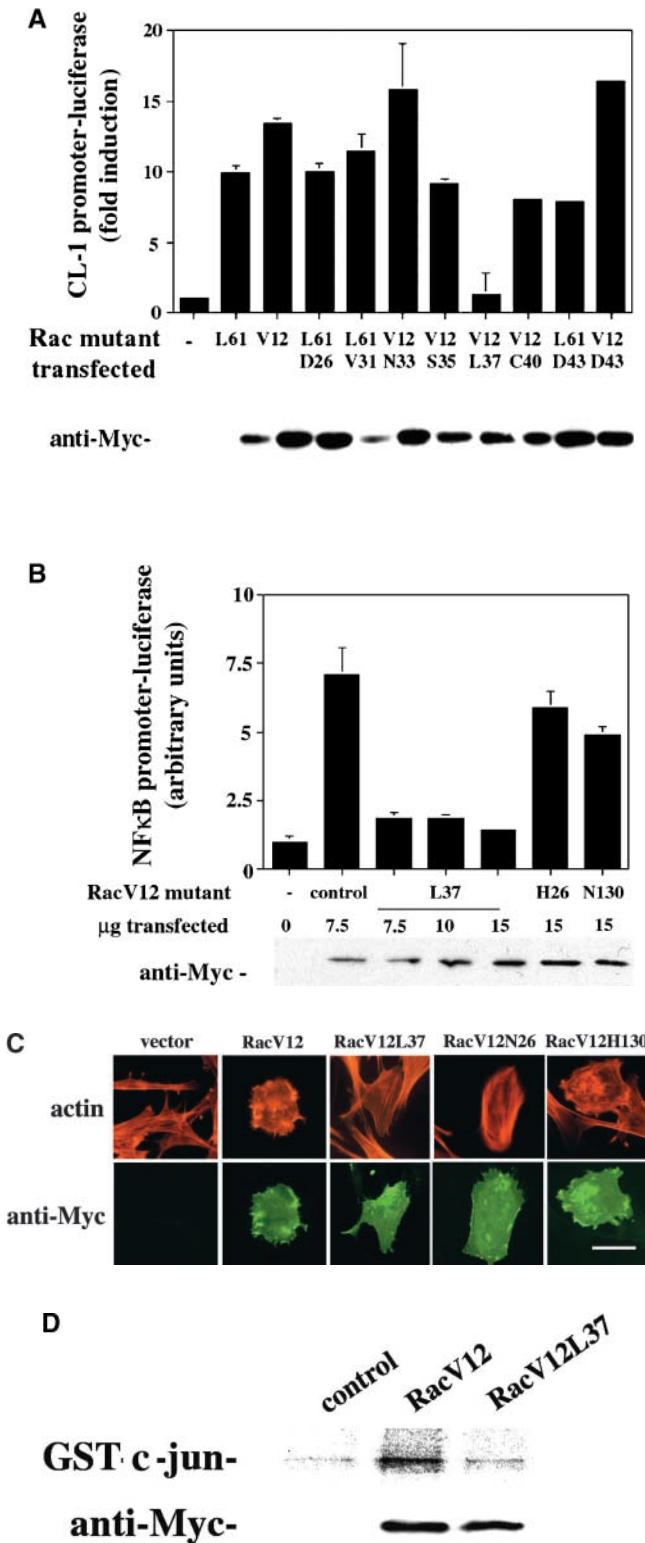 A
CL-1 promoter-luciferase
(fold induction)
20
15
10
5
0
Rac mutant
transfected
- L61 V12 L61 L61 V12 V12 V12 V12 L61 V12
D26 V31 N33 S35 L37 C40 D43 D43
anti-Myc-
B
NFκB promoter-luciferase
(arbitrary units)
10
7.5
5
2.5
0
RacV12 mutant - control L37 H26 N130
μg transfected 0 7.5 7.5 10 15 15 15
anti-Myc -
C
vector RacV12 RacV12L37 RacV12N26 RacV12H130
actin
anti-Myc
D
control RacV12 RacV12L37
GST c-jun-
anti-Myc-